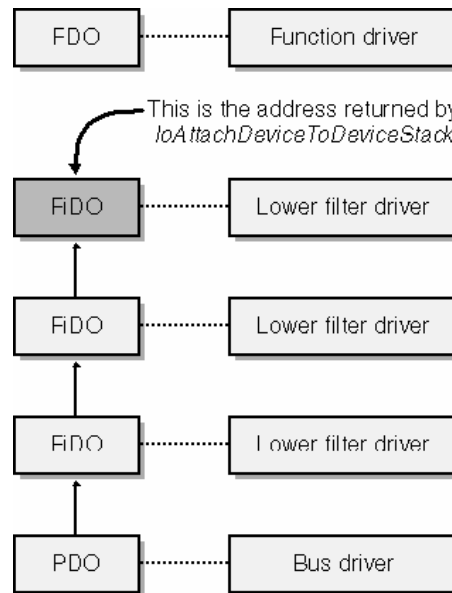 FDO Function driver
This is the address returned by
IoAttachDeviceToDeviceStack
FiDO Lower filter driver
FiDO Lower filter driver
FiDO Lower filter driver
PDO Bus driver